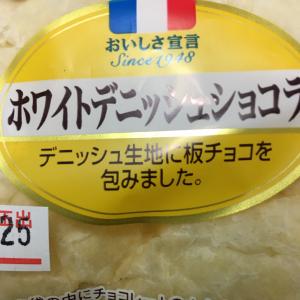 おいしさ宣言
Since1948
ホワイトデニッシュショコラ
デニッシュ生地に板チョコを
包みました。
25